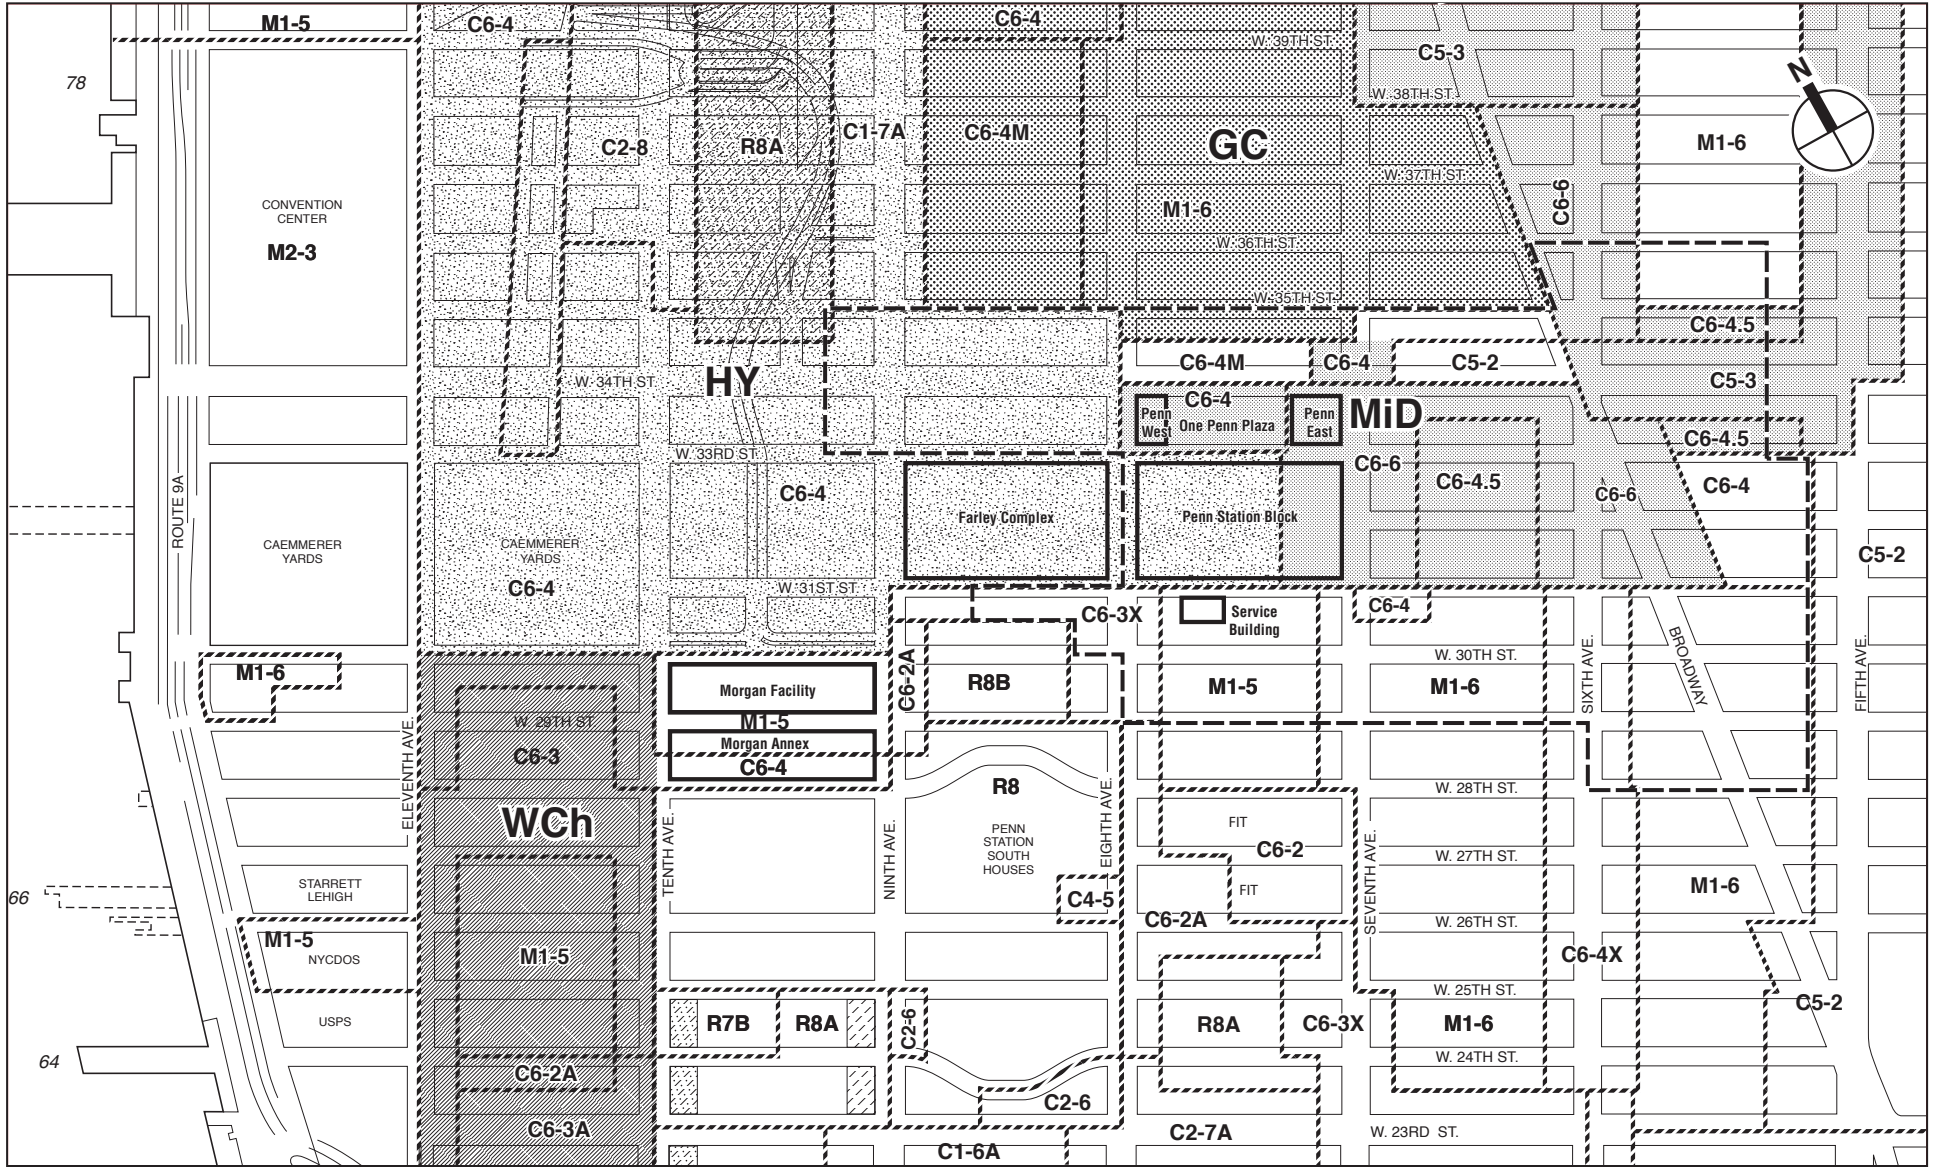 M1-5
C6-4
C6-4
W. 39TH ST.
C5-3
78
N
W. 38TH ST.
C2-8
R8A
C1-7A
C6-4M
GC
M1-6
W. 37TH ST.
CONVENTION
CENTER
M2-3
M1-6
C6-6
W. 36TH ST.
W. 35TH ST.
C6-4.5
C6-4M
C6-4
C5-2
W. 34TH ST.
HY
C5-3
C6-4
Penn
West
One Penn Plaza
Penn
East
MiD
C6-4.5
W. 33RD ST.
C6-6
C6-4
C6-4.5
C6-6
C6-4
ROUTE 9A
Farley Complex
Penn Station Block
CAEMMERER
YARDS
CAEMMERER
YARDS
C6-4
C5-2
W. 31ST ST.
C6-3X
Service
Building
C6-4
SIXTH AVE.
BROADWAY
FIFTH AVE.
W. 30TH ST.
M1-6
C6-2A
Morgan Facility
R8B
M1-5
M1-6
W. 29TH ST.
M1-5
Morgan Annex
C6-3
C6-4
ELEVENTH AVE.
R8
W. 28TH ST.
WCh
TENTH AVE.
NINTH AVE.
PENN
STATION
SOUTH
HOUSES
EIGHTH AVE.
FIT
C6-2
SEVENTH AVE.
W. 27TH ST.
66
STARRETT
LEHIGH
FIT
C4-5
M1-6
C6-2A
W. 26TH ST.
M1-5
NYCDOS
M1-5
C6-4X
W. 25TH ST.
C5-2
USPS
R7B
R8A
C2-6
R8A
C6-3X
M1-6
64
W. 24TH ST.
C6-2A
C2-6
C6-3A
C2-7A
W. 23RD ST.
C1-6A